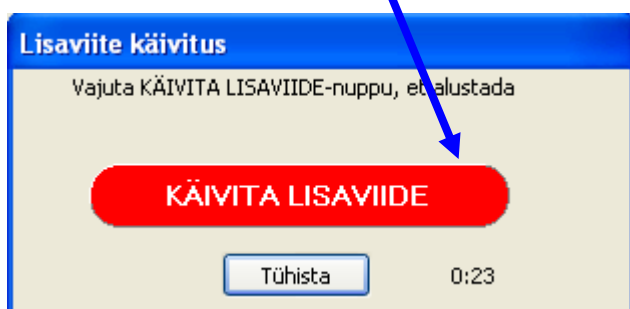 Lisaviite käivitus
Vajuta KÄIVITA LISAVIIDE-nuppu, et alustada
KÄIVITA LISAVIIDE
Tühista 0:23